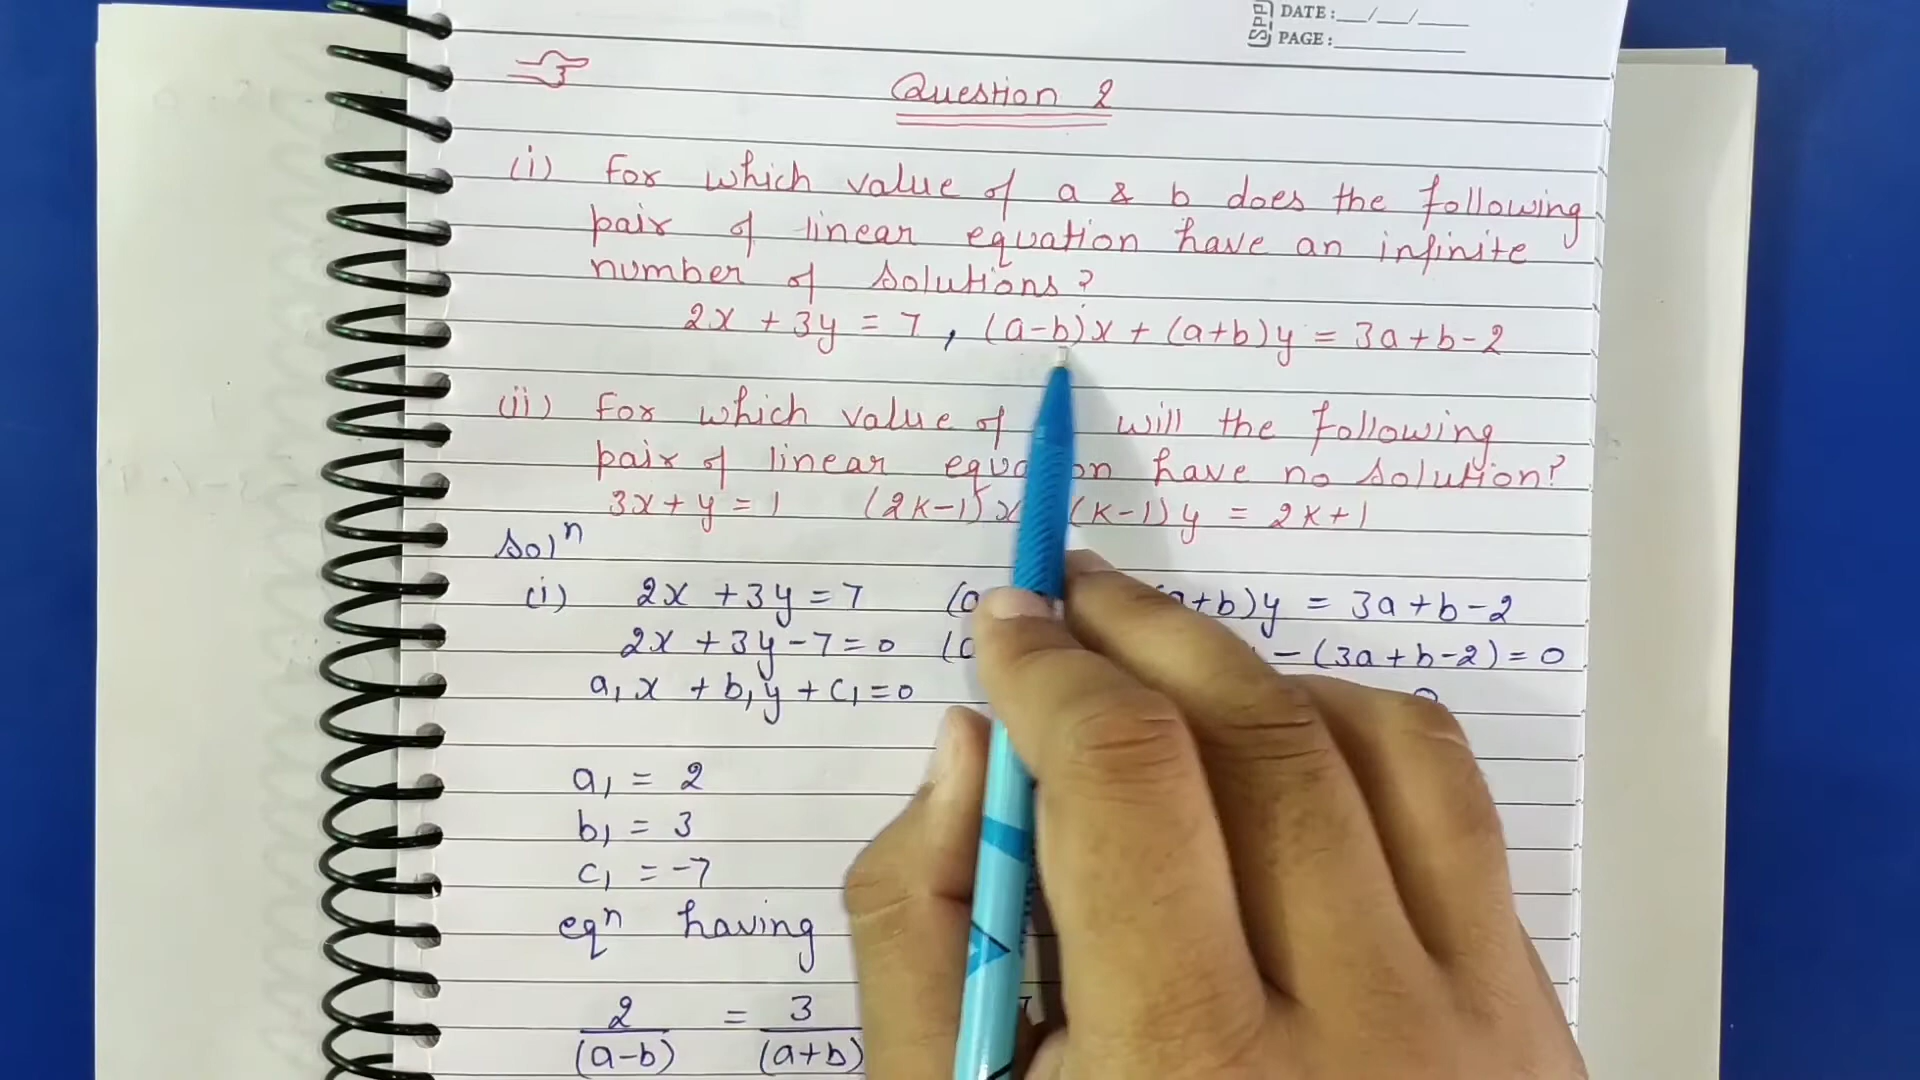 DATE:__/__/____
PAGE:________
Question 2
(i) For which value of a & b does the following
pair of linear equation have an infinite
number of solutions?
2x + 3y = 7, (a-b)x + (a+b)y = 3a+b-2
(ii) For which value of will the following
pair of linear have no solution?
3x+y=1 (2k-1)x (k-1)y = 2k+1
Solⁿ
(i) 2x + 3y = 7 (a +b)y = 3a+b-2
2x + 3y - 7 = 0 ( - (3a+b-2) = 0
a₁x + b₁y + c₁ = 0
a₁ = 2
b₁ = 3
c₁ = -7
eqⁿ having
2 = 3
(a-b) (a+b)